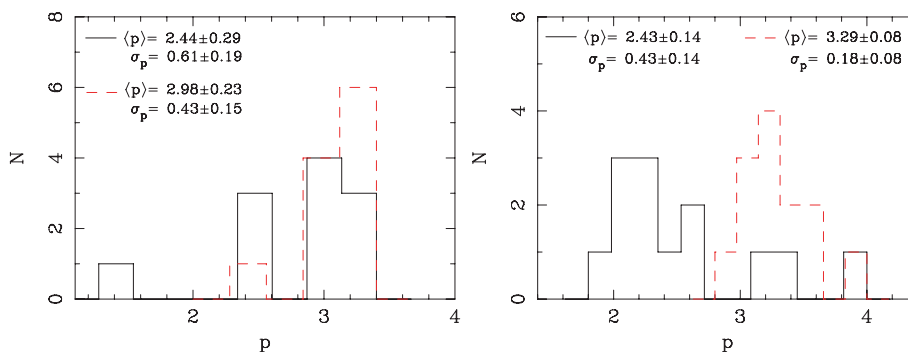 8
6
4
2
0
N
⟨p⟩= 2.44±0.29
σp= 0.61±0.19
⟨p⟩= 2.98±0.23
σp= 0.43±0.15
2
3
4
p
6
4
2
0
N
⟨p⟩= 2.43±0.14
σp= 0.43±0.14
⟨p⟩= 3.29±0.08
σp= 0.18±0.08
2
3
4
p